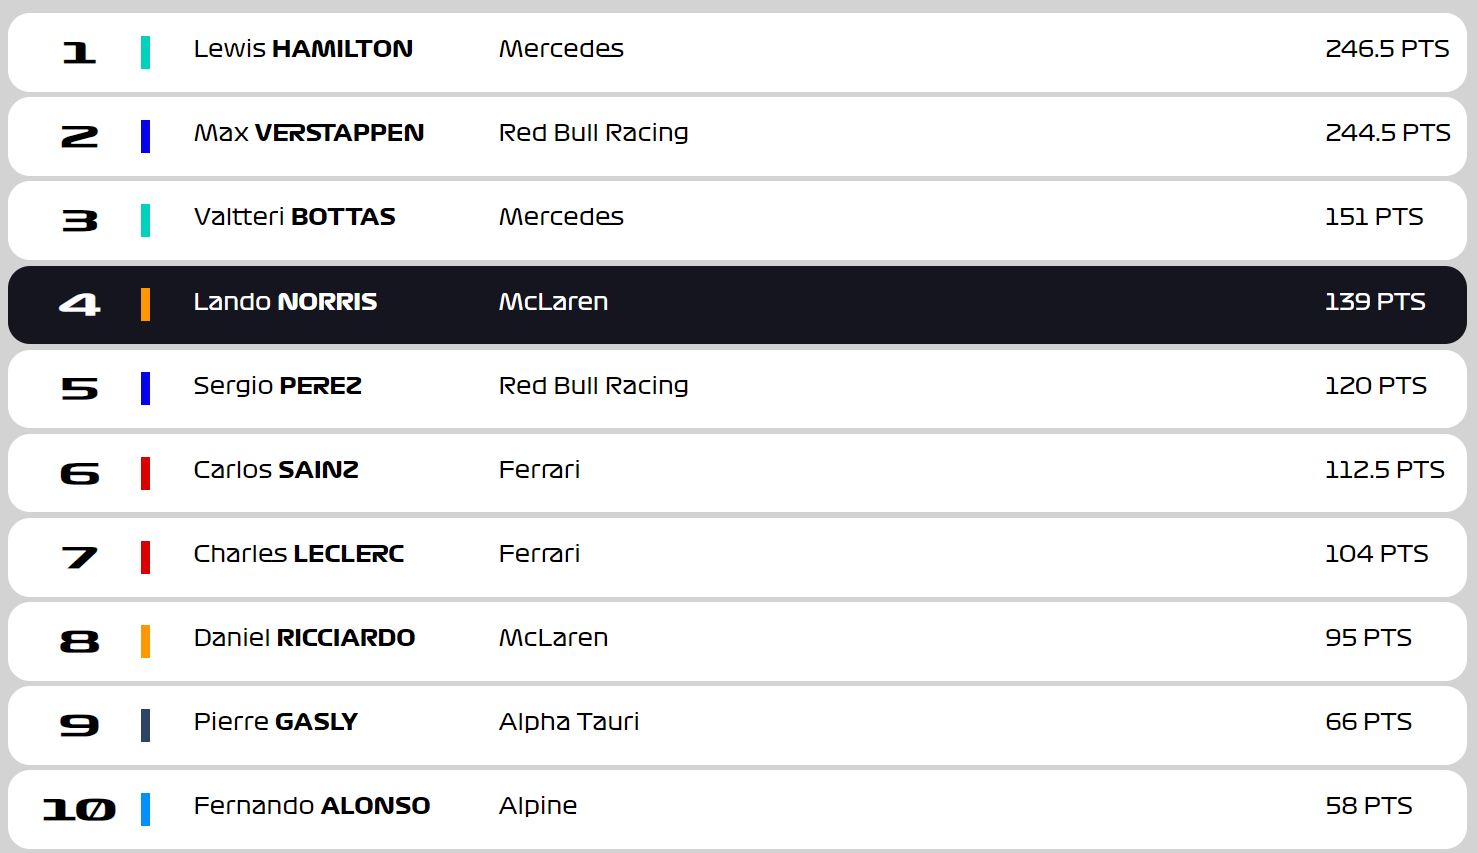 1 Lewis HAMILTON Mercedes 246.5 PTS
2 Max VERSTAPPEN Red Bull Racing 244.5 PTS
3 Valtteri BOTTAS Mercedes 151 PTS
4 Lando NORRIS McLaren 139 PTS
5 Sergio PEREZ Red Bull Racing 120 PTS
6 Carlos SAINZ Ferrari 112.5 PTS
7 Charles LECLERC Ferrari 104 PTS
8 Daniel RICCIARDO McLaren 95 PTS
9 Pierre GASLY Alpha Tauri 66 PTS
10 Fernando ALONSO Alpine 58 PTS